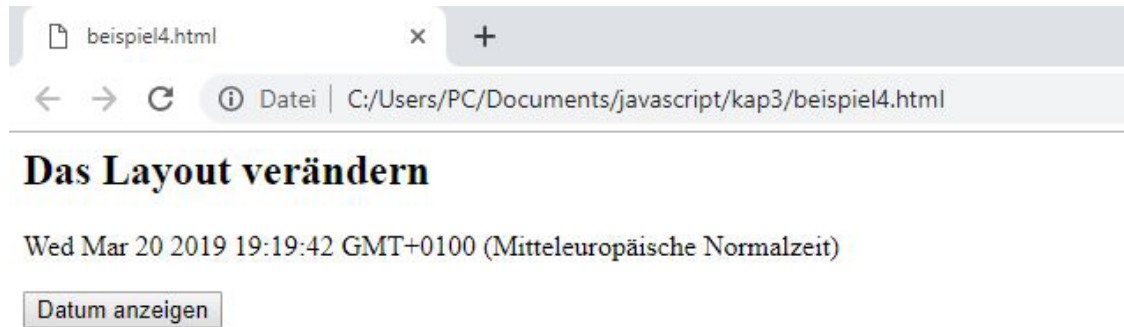 beispiel4.html
Datei | C:/Users/PC/Documents/javascript/kap3/beispiel4.html
Das Layout verändern
Wed Mar 20 2019 19:19:42 GMT+0100 (Mitteleuropäische Normalzeit)
Datum anzeigen